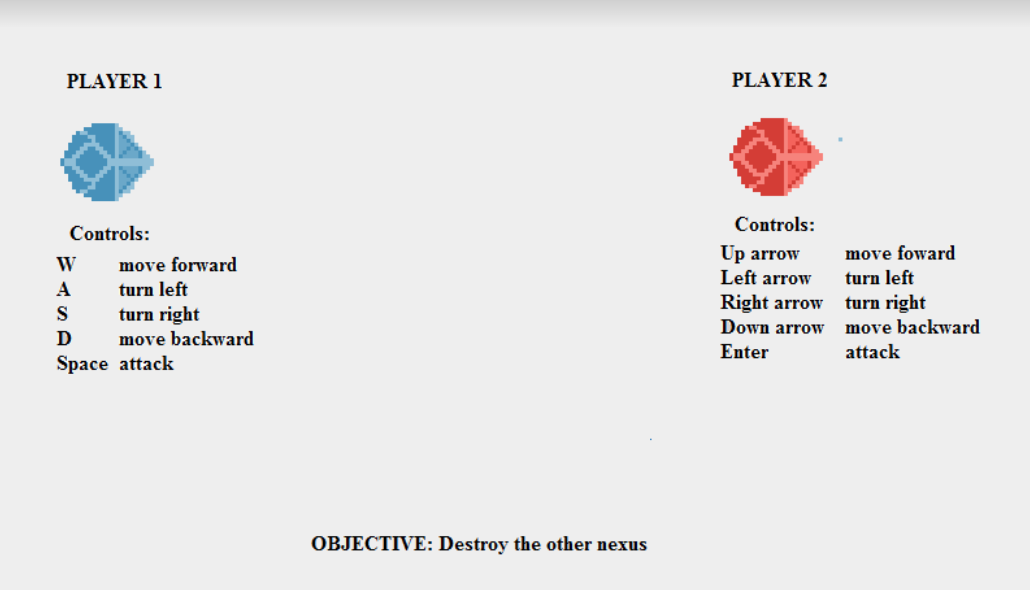 PLAYER 1
Controls:
W move forward
A turn left
S turn right
D move backward
Space attack
PLAYER 2
Controls:
Up arrow move foward
Left arrow turn left
Right arrow turn right
Down arrow move backward
Enter attack
OBJECTIVE: Destroy the other nexus